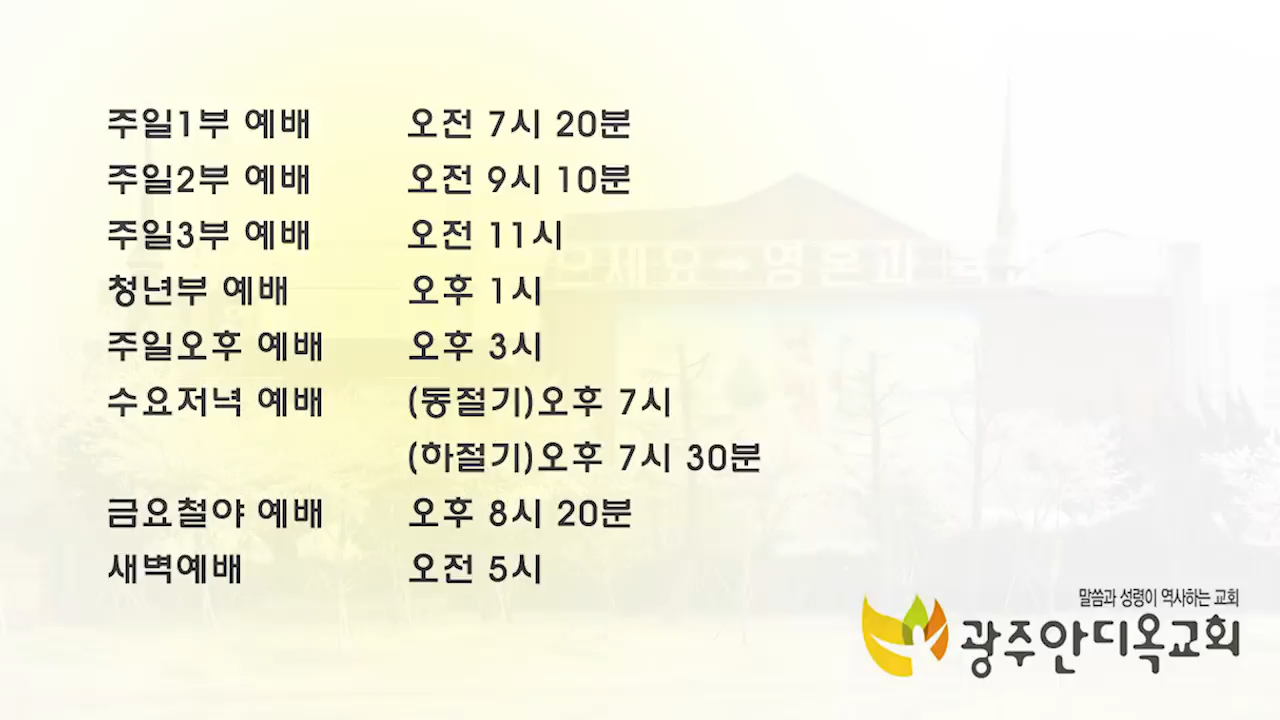 주일1부 예배 오전 7시 20분
주일2부 예배 오전 9시 10분
주일3부 예배 오전 11시
청년부 예배 오후 1시
주일오후 예배 오후 3시
수요저녁 예배 (동절기)오후 7시
(하절기)오후 7시 30분
금요철야 예배 오후 8시 20분
새벽예배 오전 5시
말씀과 성령이 역사하는 교회
광주안디옥교회